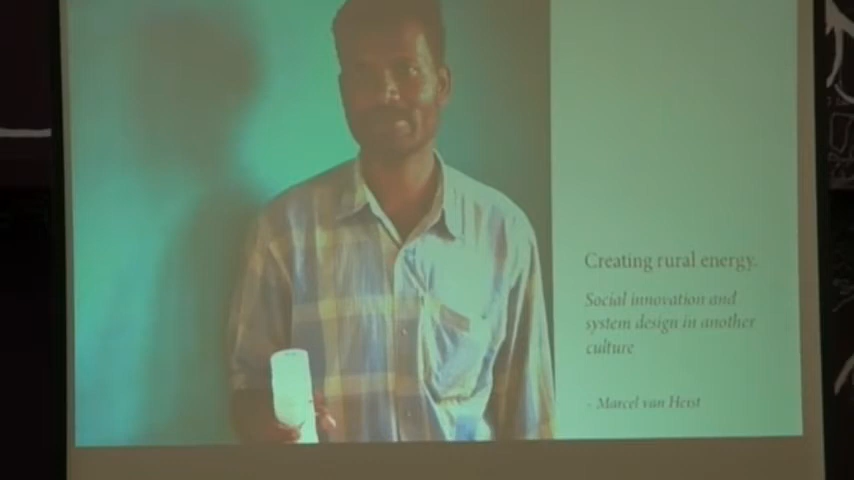 Creating rural energy.
Social innovation and
system design in another
culture
- Marcel van Heist